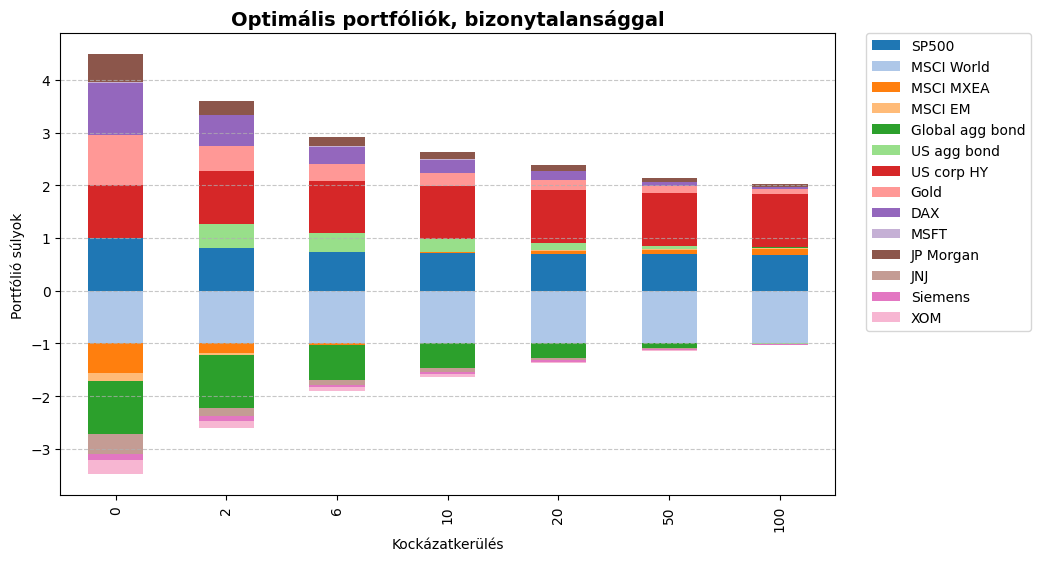 Optimális portfóliók, bizonytalansággal
Portfólió súlyok
4
3
2
1
0
−1
−2
−3
0
2
6
10
20
50
100
Kockázatkerülés
SP500
MSCI World
MSCI MXEA
MSCI EM
Global agg bond
US agg bond
US corp HY
Gold
DAX
MSFT
JP Morgan
JNJ
Siemens
XOM